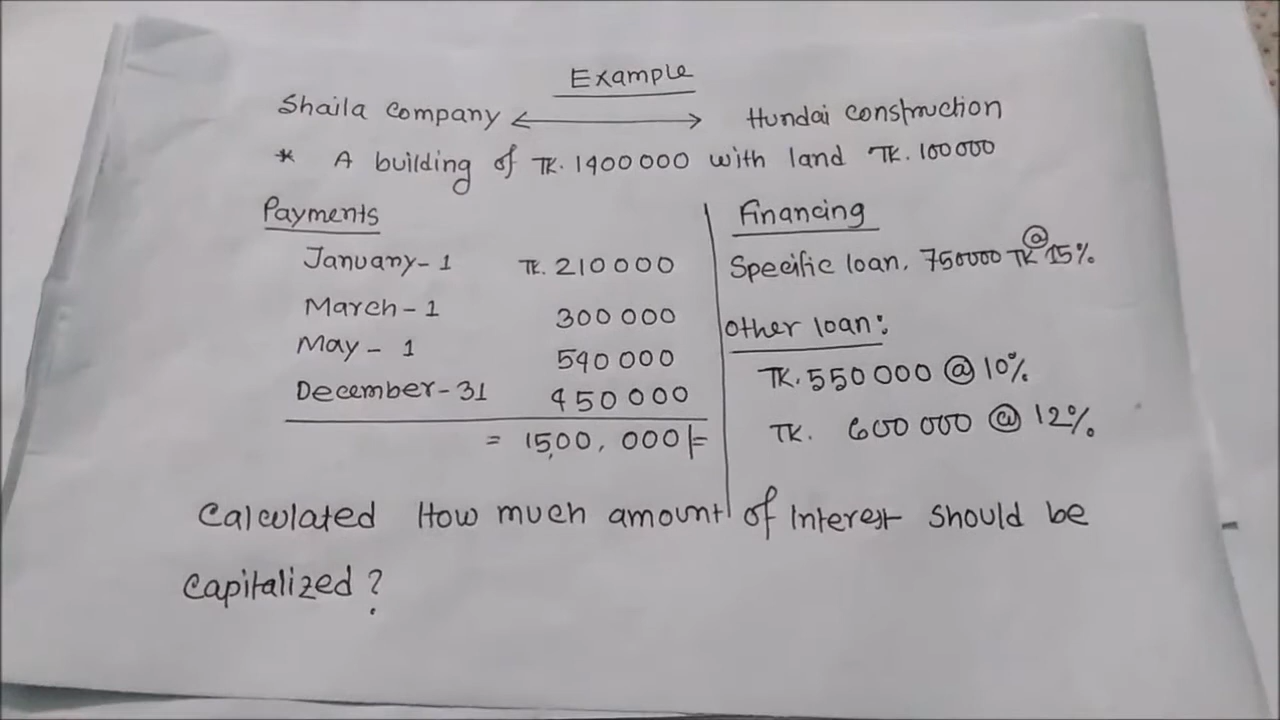 Example
Shaila Company ⟷ Hundai construction
* A building of TK. 1400000 with land TK. 100000
Payments
January-1 TK. 210000
March-1 300000
May-1 540000
December-31 450000
= 15,00,000/=
Financing
Specific loan, 750000 TK @ 15%
Other loan:
TK. 550000 @ 10%
TK. 600000 @ 12%
Calculated How much amount of Interest should be
Capitalized?